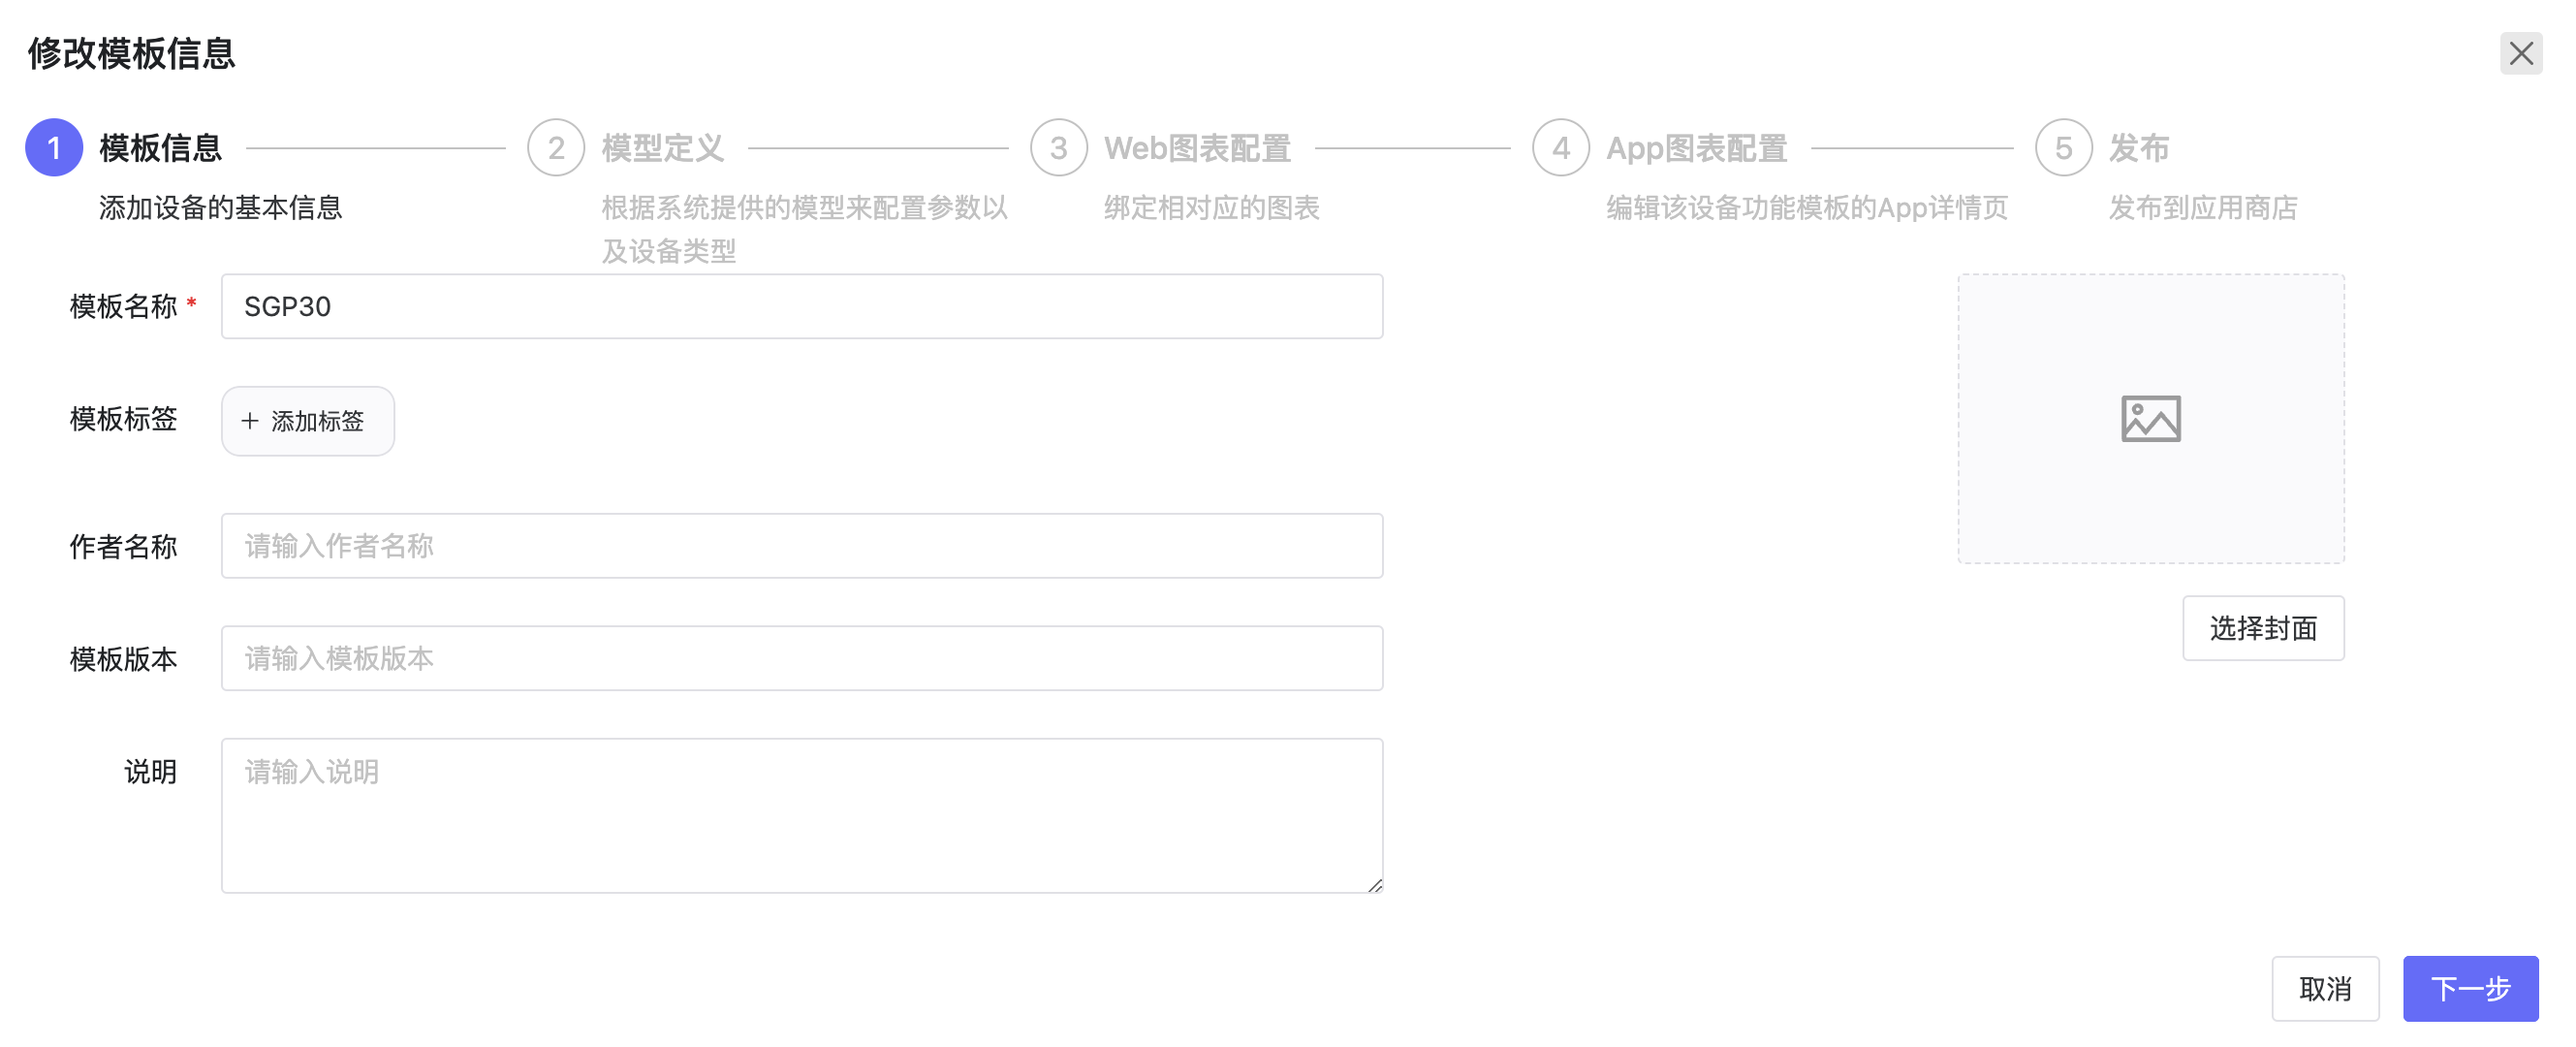 修改模板信息
1 模板信息
添加设备的基本信息
2 模型定义
根据系统提供的模型来配置参数以
及设备类型
3 Web图表配置
绑定相对应的图表
4 App图表配置
编辑该设备功能模板的App详情页
5 发布
发布到应用商店
模板名称 * SGP30
模板标签 + 添加标签
作者名称 请输入作者名称
选择封面
模板版本 请输入模板版本
说明 请输入说明
取消 下一步